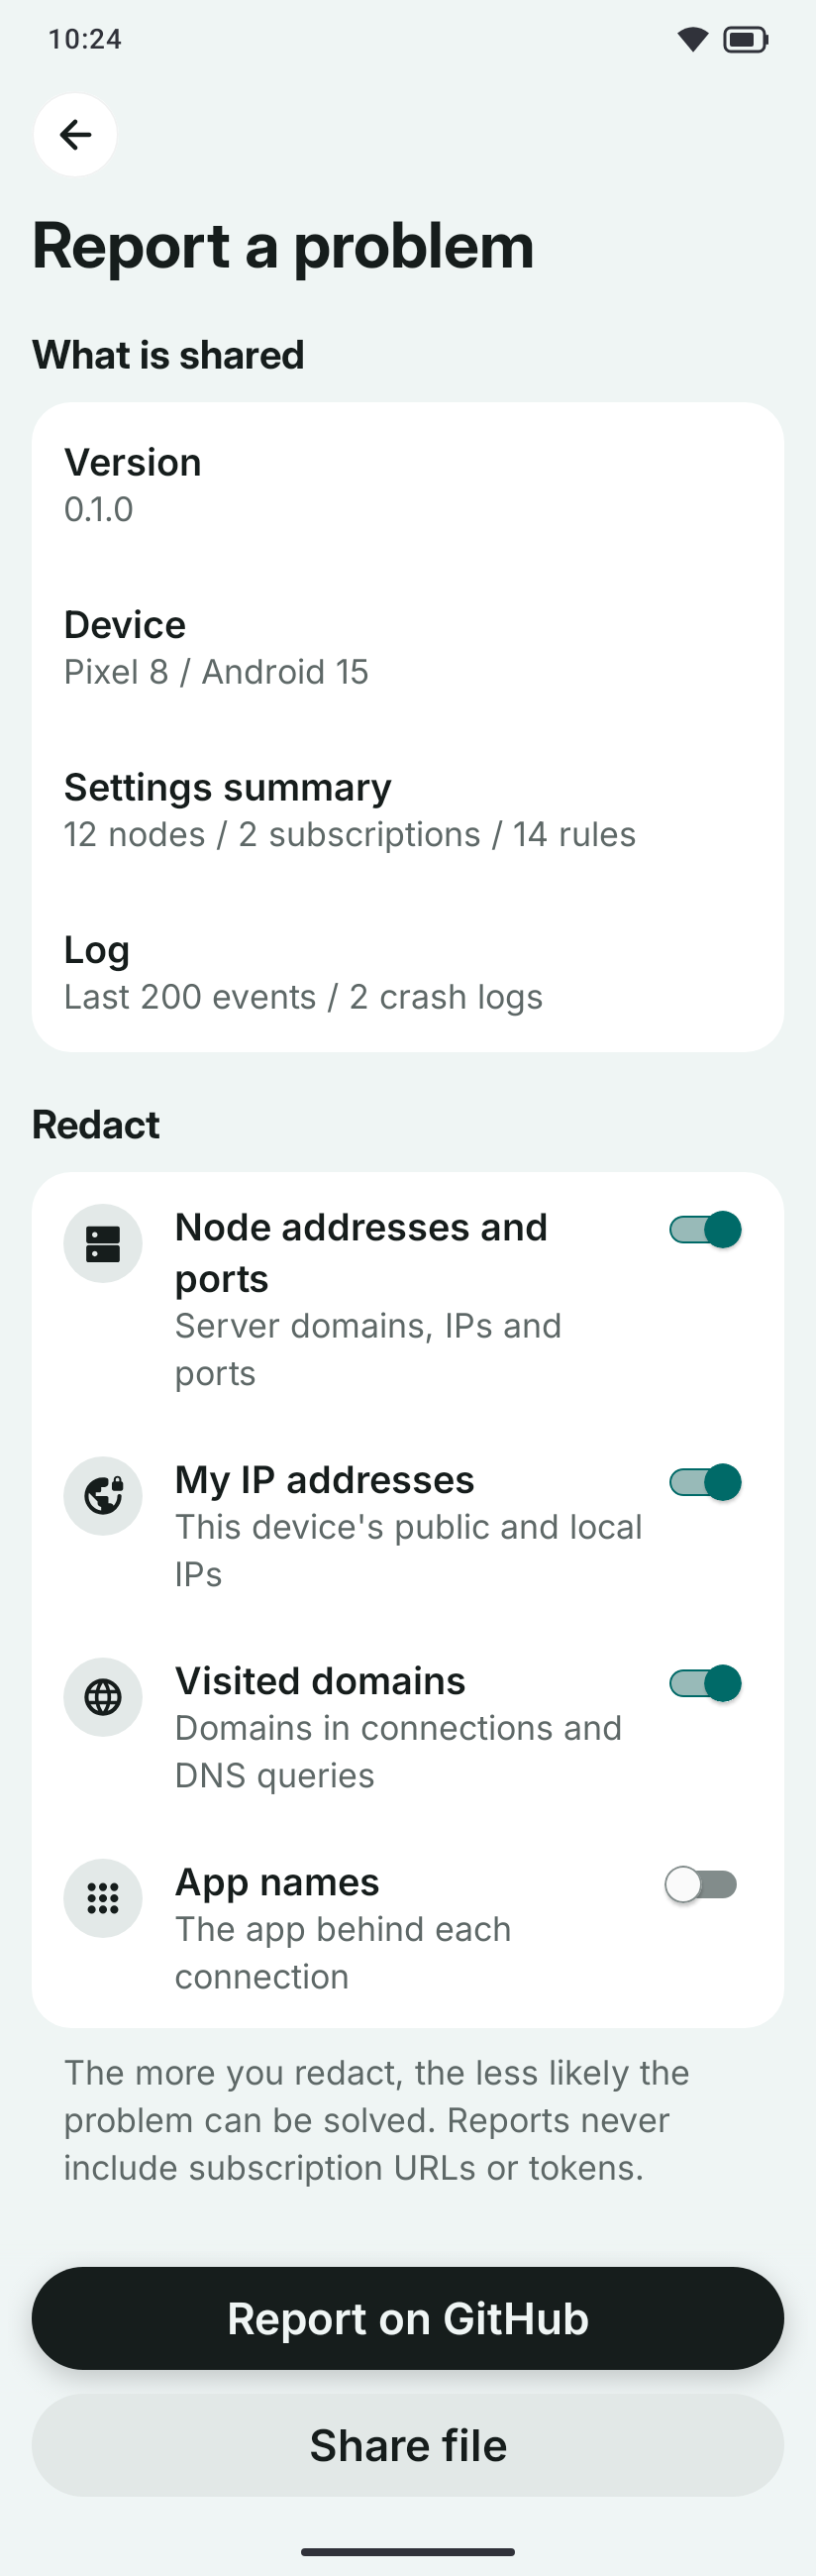 10:24
Report a problem
What is shared
Version
0.1.0
Device
Pixel 8 / Android 15
Settings summary
12 nodes / 2 subscriptions / 14 rules
Log
Last 200 events / 2 crash logs
Redact
Node addresses and
ports
Server domains, IPs and
ports
My IP addresses
This device's public and local
IPs
Visited domains
Domains in connections and
DNS queries
App names
The app behind each
connection
The more you redact, the less likely the
problem can be solved. Reports never
include subscription URLs or tokens.
Report on GitHub
Share file